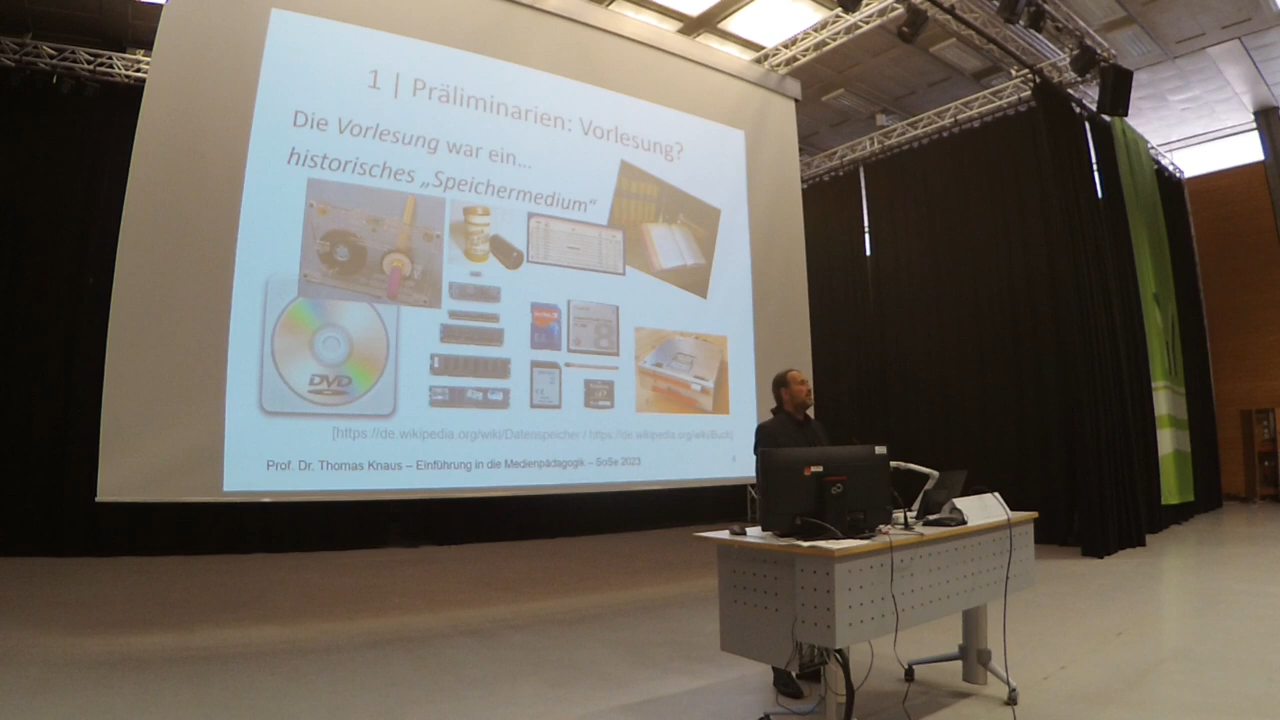 1 | Präliminarien: Vorlesung?
Die Vorlesung war ein...
historisches „Speichermedium“
DVD
[https://de.wikipedia.org/wiki/Datenspeicher / https://de.wikipedia.org/wiki/Buch]
Prof. Dr. Thomas Knaus – Einführung in die Medienpädagogik – SoSe 2023